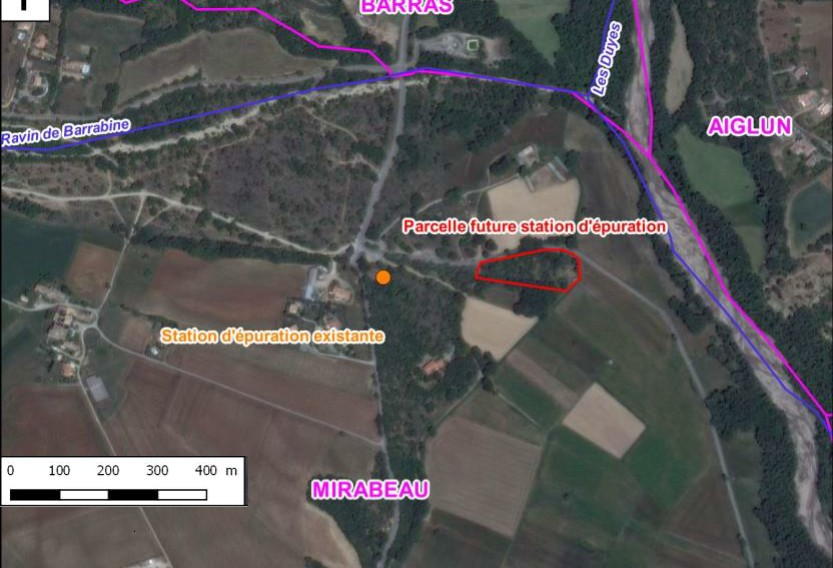 BARRAS
Les Duyes
Ravin de Barrabine
AIGLUN
Parcelle future station d'épuration
Station d'épuration existante
0 100 200 300 400 m
MIRABEAU